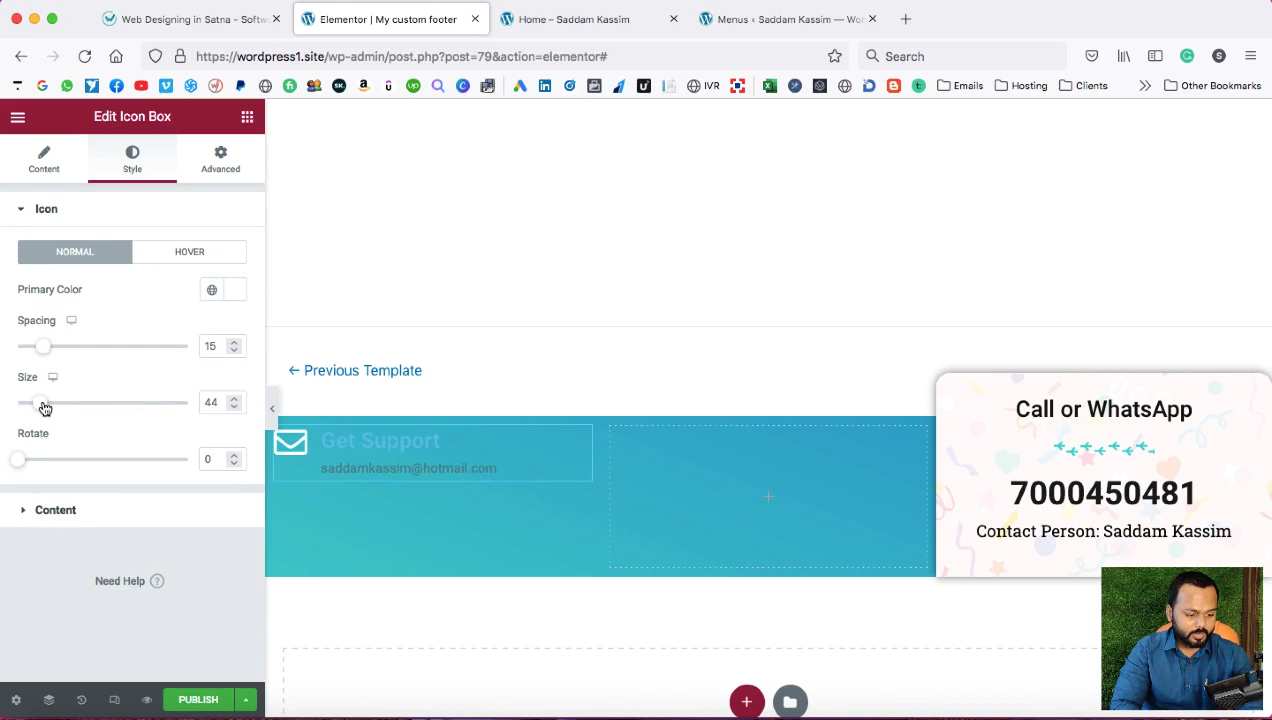 Web Designing in Satna - Softw
Elementor | My custom footer
Home – Saddam Kassim
Menus ‹ Saddam Kassim — Wor
https://wordpress1.site/wp-admin/post.php?post=79&action=elementor#
Search
IVR
Emails
Hosting
Clients
Other Bookmarks
Edit Icon Box
Content
Style
Advanced
Icon
NORMAL
HOVER
Primary Color
Spacing
15
Size
44
Rotate
0
Content
Need Help ?
PUBLISH
← Previous Template
Get Support
saddamkassim@hotmail.com
Call or WhatsApp
7000450481
Contact Person: Saddam Kassim